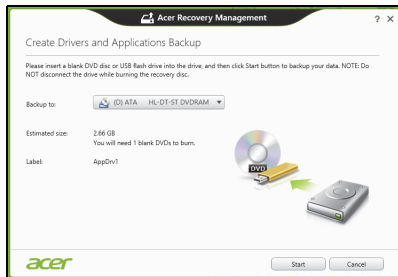 Acer Recovery Management
? ×
Create Drivers and Applications Backup
Please insert a blank DVD disc or USB flash drive into the drive, and then click Start button to backup your data. NOTE: Do
NOT disconnect the drive while burning the recovery disc.
Backup to: (D) ATA HL-DT-ST DVDRAM
Estimated size: 2.66 GB
You will need 1 blank DVDs to burn.
Label: AppDrv1
DVD
acer Start Cancel